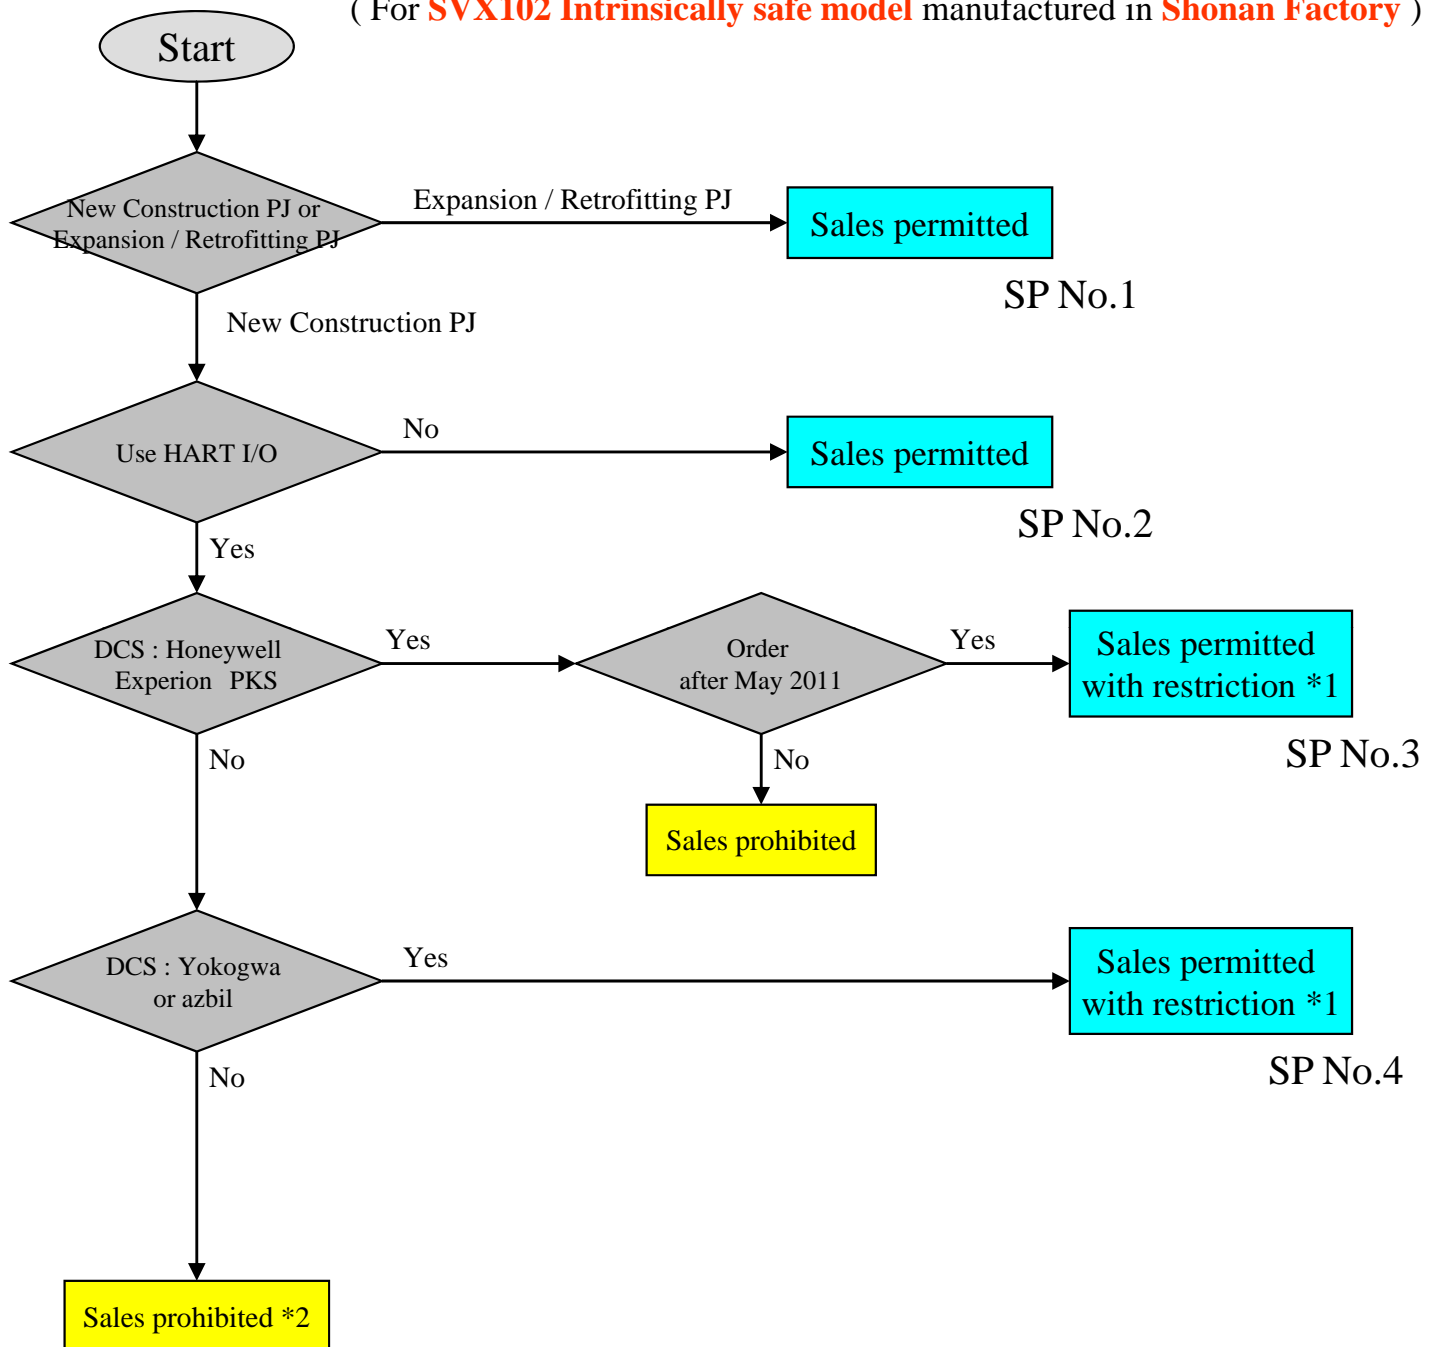 ( For SVX102 Intrinsically safe model manufactured in Shonan Factory )
Start
New Construction PJ or
Expansion / Retrofitting PJ
Expansion / Retrofitting PJ
Sales permitted
SP No.1
New Construction PJ
Use HART I/O
No
Sales permitted
SP No.2
Yes
DCS : Honeywell
Experion PKS
Yes
Order
after May 2011
Yes
Sales permitted
with restriction *1
SP No.3
No
No
Sales prohibited
DCS : Yokogwa
or azbil
Yes
Sales permitted
with restriction *1
SP No.4
No
Sales prohibited *2